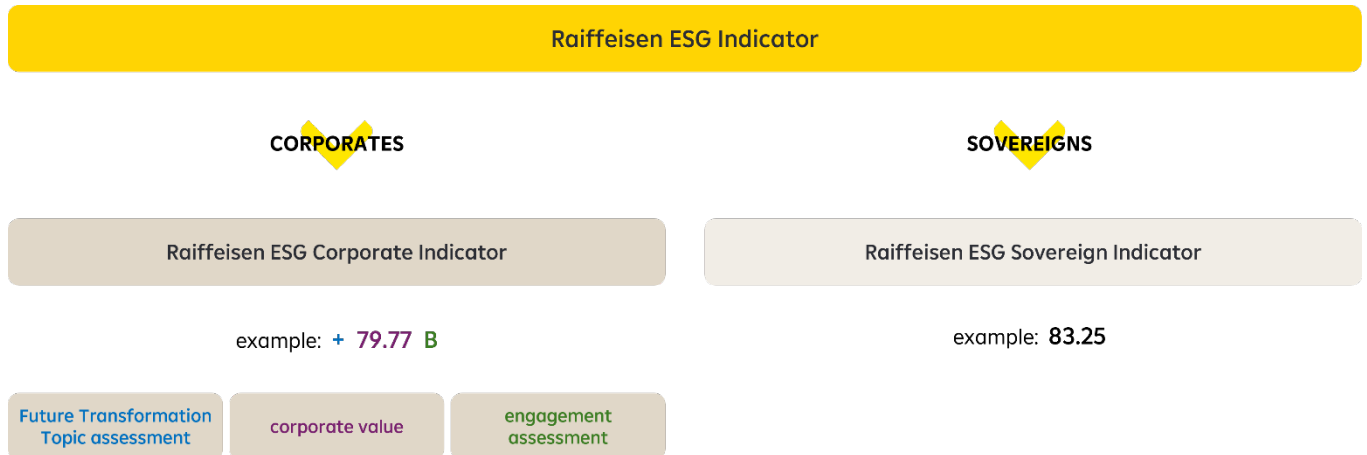 Raiffeisen ESG Indicator
CORPORATES
SOVEREIGNS
Raiffeisen ESG Corporate Indicator
Raiffeisen ESG Sovereign Indicator
example: + 79.77 B
example: 83.25
Future Transformation
Topic assessment
corporate value
engagement
assessment